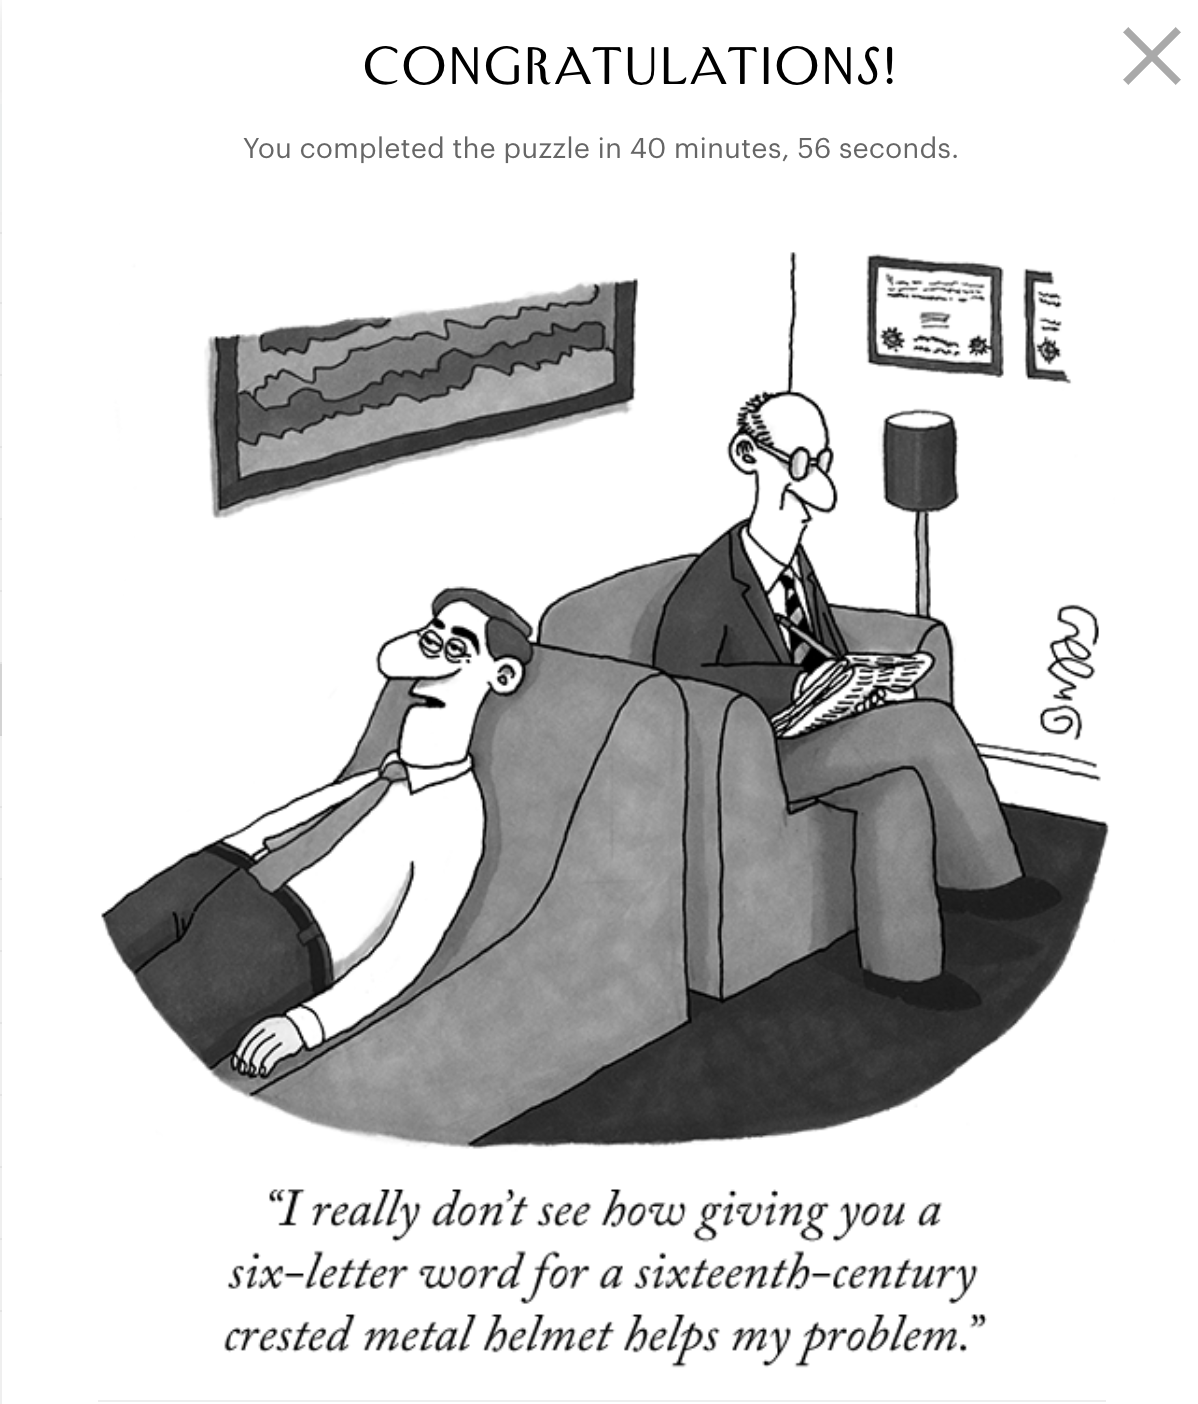 CONGRATULATIONS!
You completed the puzzle in 40 minutes, 56 seconds.
“I really don’t see how giving you a
six-letter word for a sixteenth-century
crested metal helmet helps my problem.”